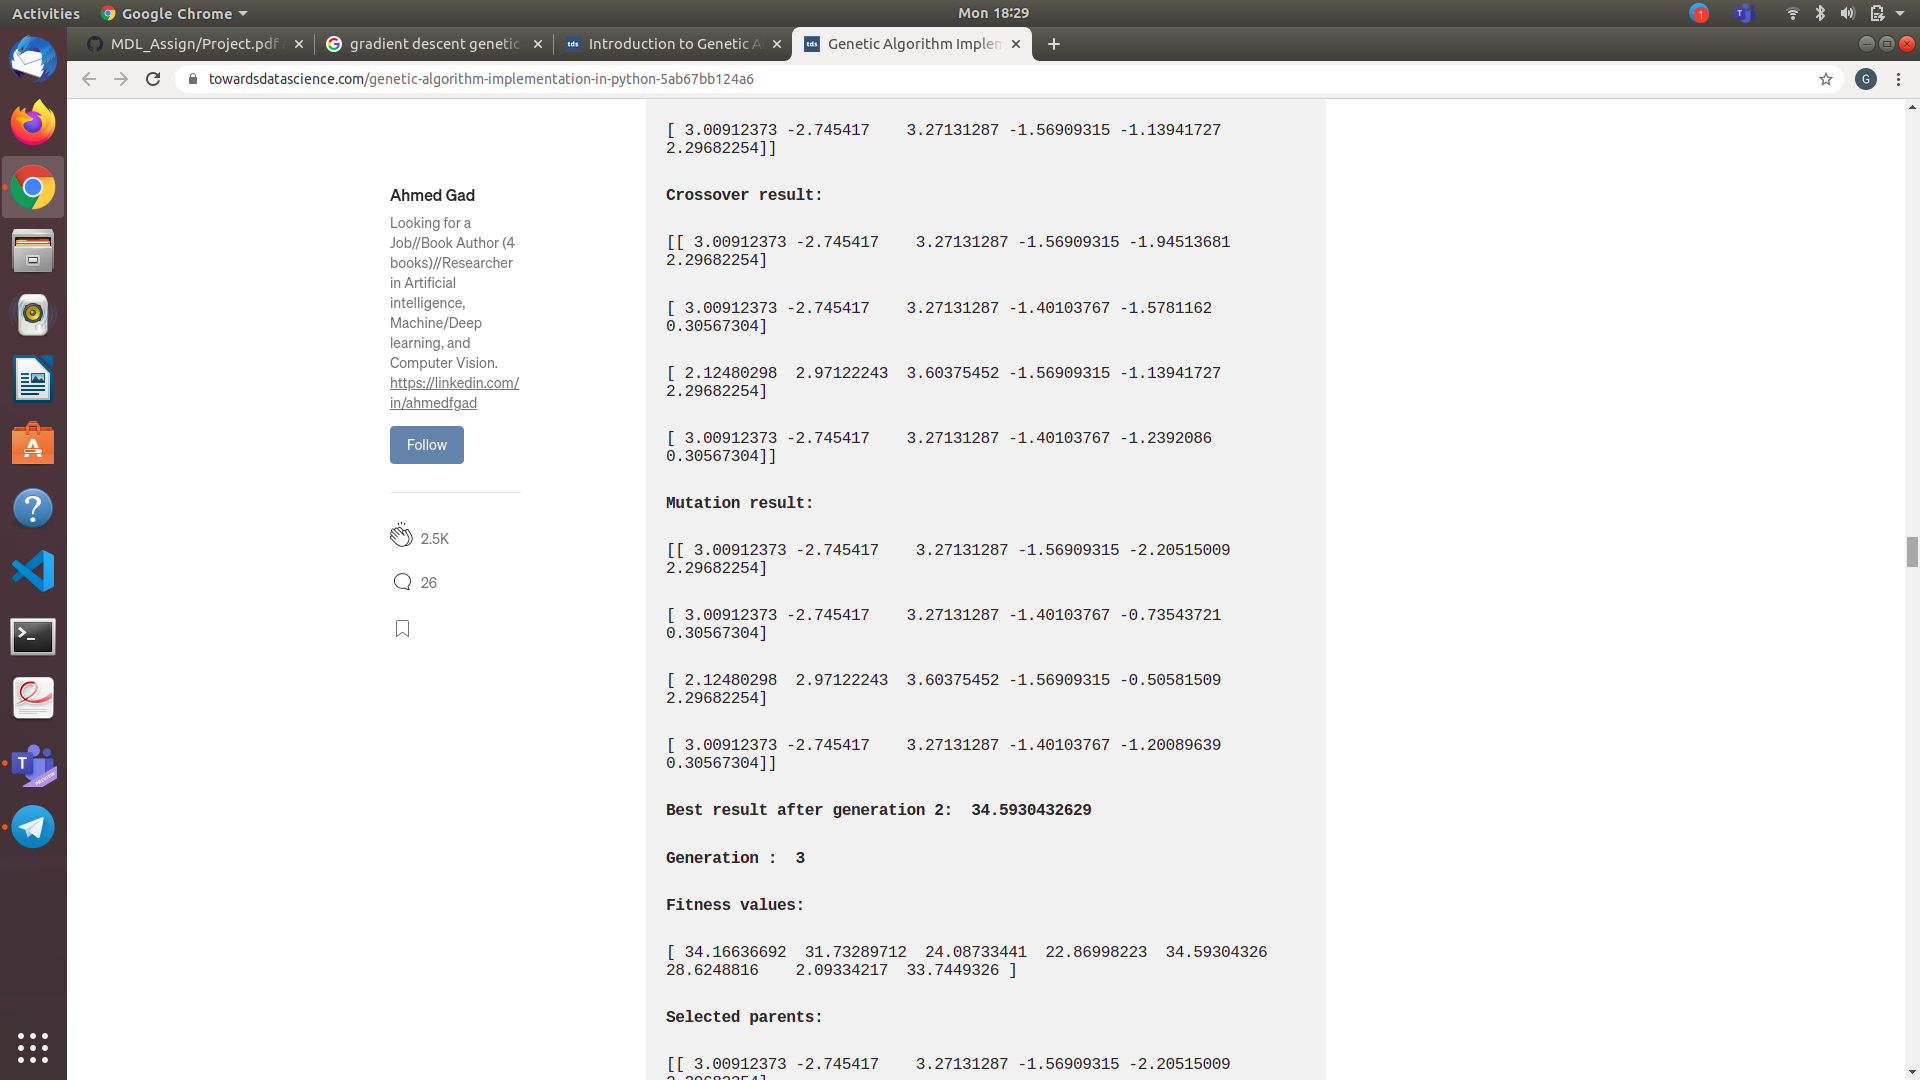 Activities
Google Chrome
Mon 18:29
1
MDL_Assign/Project.pdf
gradient descent genetic
tds
Introduction to Genetic A
tds
Genetic Algorithm Implem
towardsdatascience.com/genetic-algorithm-implementation-in-python-5ab67bb124a6
G
Ahmed Gad
Looking for a
Job//Book Author (4
books)//Researcher
in Artificial
intelligence,
Machine/Deep
learning, and
Computer Vision.
https://linkedin.com/
in/ahmedfgad
Follow
2.5K
26
[ 3.00912373 -2.745417    3.27131287 -1.56909315 -1.13941727
2.29682254]]
Crossover result:
[[ 3.00912373 -2.745417    3.27131287 -1.56909315 -1.94513681
2.29682254]
[ 3.00912373 -2.745417    3.27131287 -1.40103767 -1.5781162
0.30567304]
[ 2.12480298  2.97122243  3.60375452 -1.56909315 -1.13941727
2.29682254]
[ 3.00912373 -2.745417    3.27131287 -1.40103767 -1.2392086
0.30567304]]
Mutation result:
[[ 3.00912373 -2.745417    3.27131287 -1.56909315 -2.20515009
2.29682254]
[ 3.00912373 -2.745417    3.27131287 -1.40103767 -0.73543721
0.30567304]
[ 2.12480298  2.97122243  3.60375452 -1.56909315 -0.50581509
2.29682254]
[ 3.00912373 -2.745417    3.27131287 -1.40103767 -1.20089639
0.30567304]]
Best result after generation 2:  34.5930432629
Generation :  3
Fitness values:
[ 34.16636692  31.73289712  24.08733441  22.86998223  34.59304326
28.6248816    2.09334217  33.7449326 ]
Selected parents:
[[ 3.00912373 -2.745417    3.27131287 -1.56909315 -2.20515009
2.29682254]